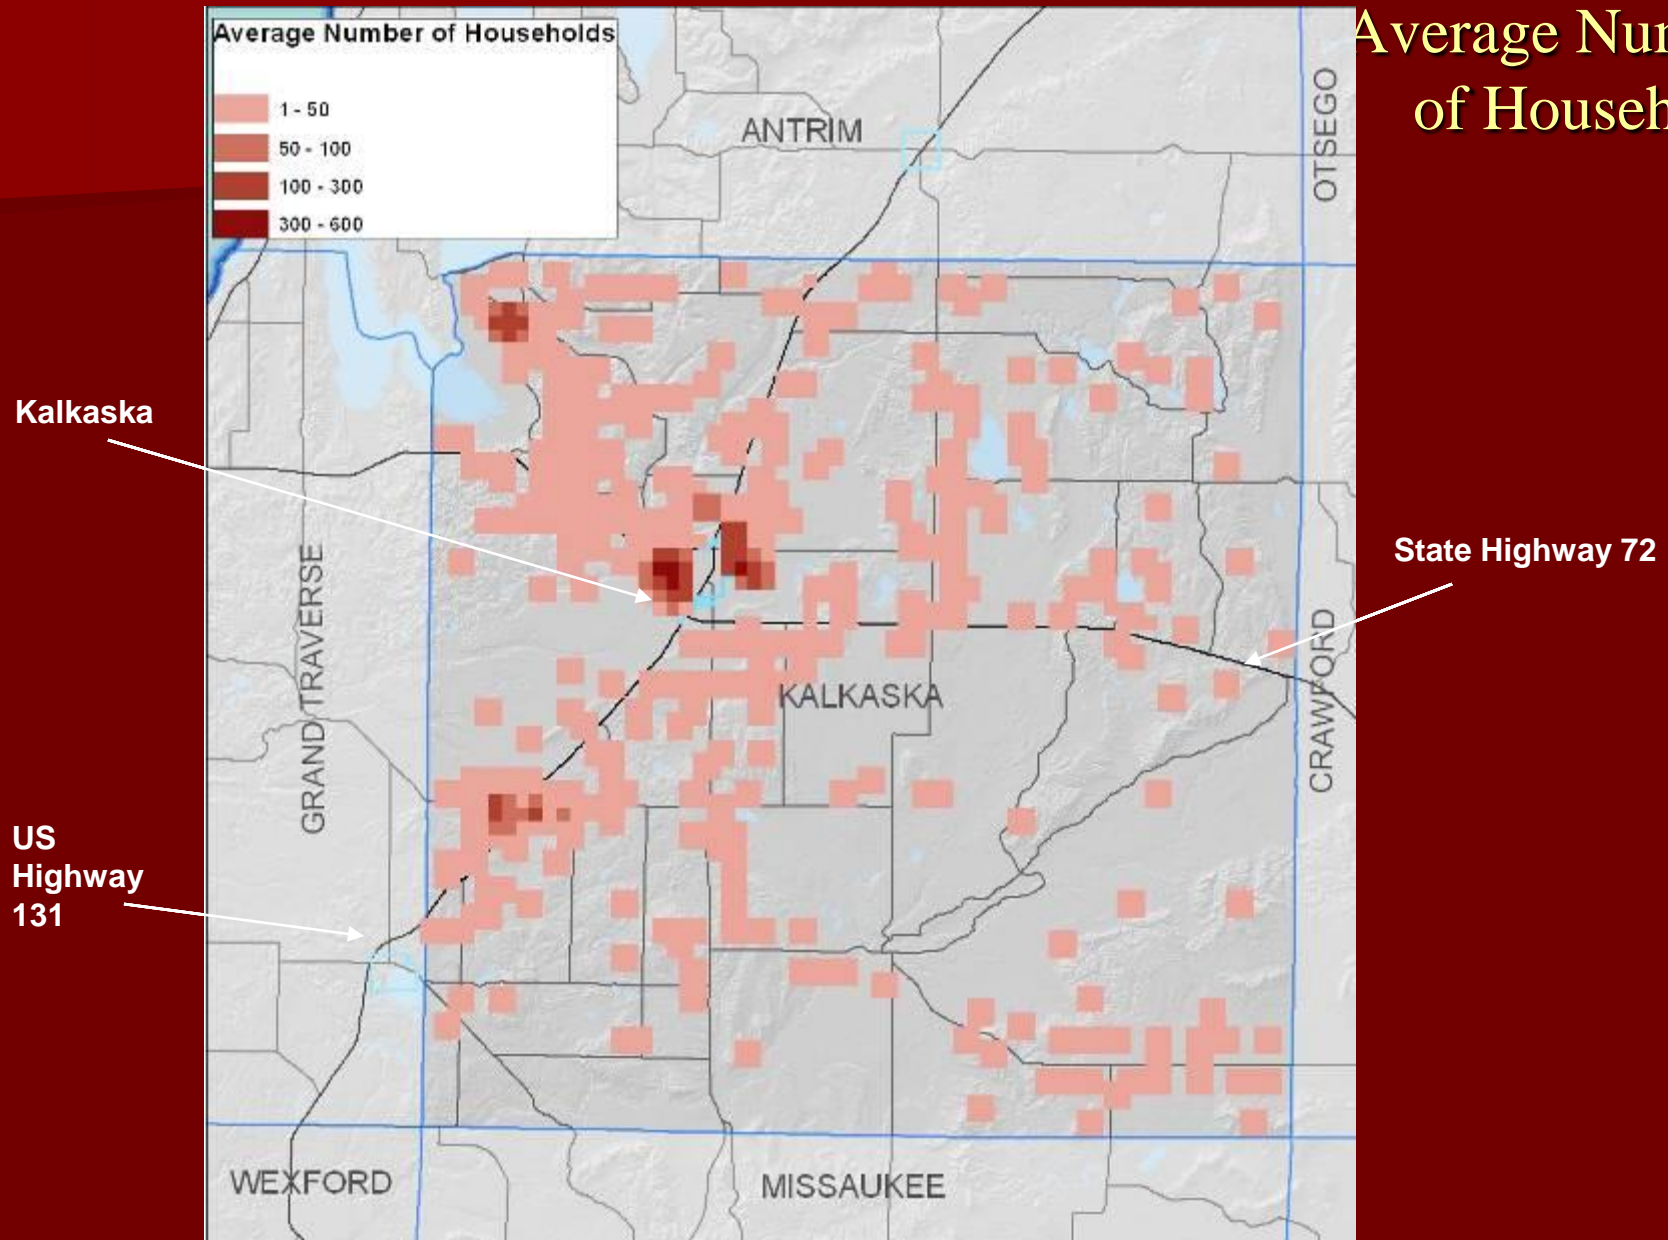 Average Number of Households
1 - 50
50 - 100
100 - 300
300 - 600
Average Nu
of Househ
ANTRIM
OTSEGO
Kalkaska
State Highway 72
GRAND TRAVERSE
KALKASKA
CRAWFORD
US
Highway
131
WEXFORD
MISSAUKEE